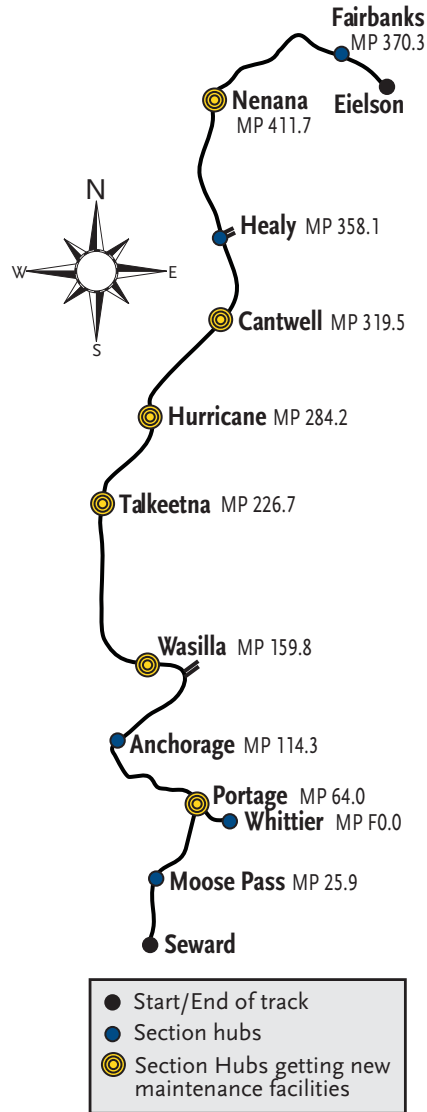 Fairbanks
MP 370.3
Eielson
Nenana
MP 411.7
N
W
E
S
Healy MP 358.1
Cantwell MP 319.5
Hurricane MP 284.2
Talkeetna MP 226.7
Wasilla MP 159.8
Anchorage MP 114.3
Portage MP 64.0
Whittier MP F0.0
Moose Pass MP 25.9
Seward
Start/End of track
Section hubs
Section Hubs getting new
maintenance facilities